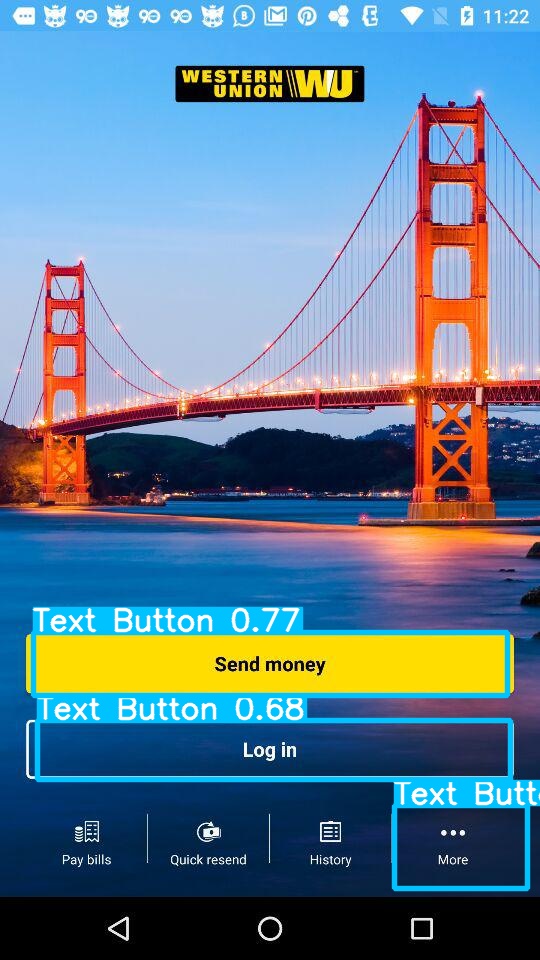 11:22
WESTERN
UNION WU
Text Button 0.77
Send money
Text Button 0.68
Log in
Text Butt
Pay bills
Quick resend
History
More